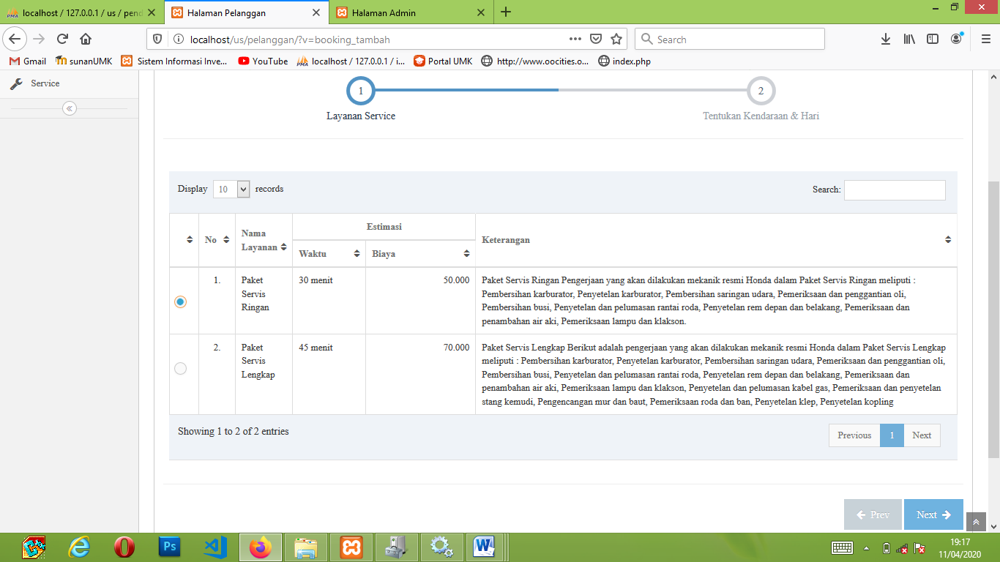 localhost / 127.0.0.1 / us / pend
Halaman Pelanggan
Halaman Admin
localhost/us/pelanggan/?v=booking_tambah
Search
Gmail
sunanUMK
Sistem Informasi Inve...
YouTube
localhost / 127.0.0.1 / i...
Portal UMK
http://www.oocities.o...
index.php
Service
1
2
Layanan Service
Tentukan Kendaraan & Hari
Display 10 records
Search:
No
Nama
Layanan
Estimasi
Waktu
Biaya
Keterangan
1.
Paket
Servis
Ringan
30 menit
50.000
Paket Servis Ringan Pengerjaan yang akan dilakukan mekanik resmi Honda dalam Paket Servis Ringan meliputi :
Pembersihan karburator, Penyetelan karburator, Pembersihan saringan udara, Pemeriksaan dan penggantian oli,
Pembersihan busi, Penyetelan dan pelumasan rantai roda, Penyetelan rem depan dan belakang, Pemeriksaan dan
penambahan air aki, Pemeriksaan lampu dan klakson.
2.
Paket
Servis
Lengkap
45 menit
70.000
Paket Servis Lengkap Berikut adalah pengerjaan yang akan dilakukan mekanik resmi Honda dalam Paket Servis Lengkap
meliputi : Pembersihan karburator, Penyetelan karburator, Pembersihan saringan udara, Pemeriksaan dan penggantian oli,
Pembersihan busi, Penyetelan dan pelumasan rantai roda, Penyetelan rem depan dan belakang, Pemeriksaan dan
penambahan air aki, Pemeriksaan lampu dan klakson, Penyetelan dan pelumasan kabel gas, Pemeriksaan dan penyetelan
stang kemudi, Pengencangan mur dan baut, Pemeriksaan roda dan ban, Penyetelan klep, Penyetelan kopling
Showing 1 to 2 of 2 entries
Previous
1
Next
Prev
Next
Ps
19:17
11/04/2020